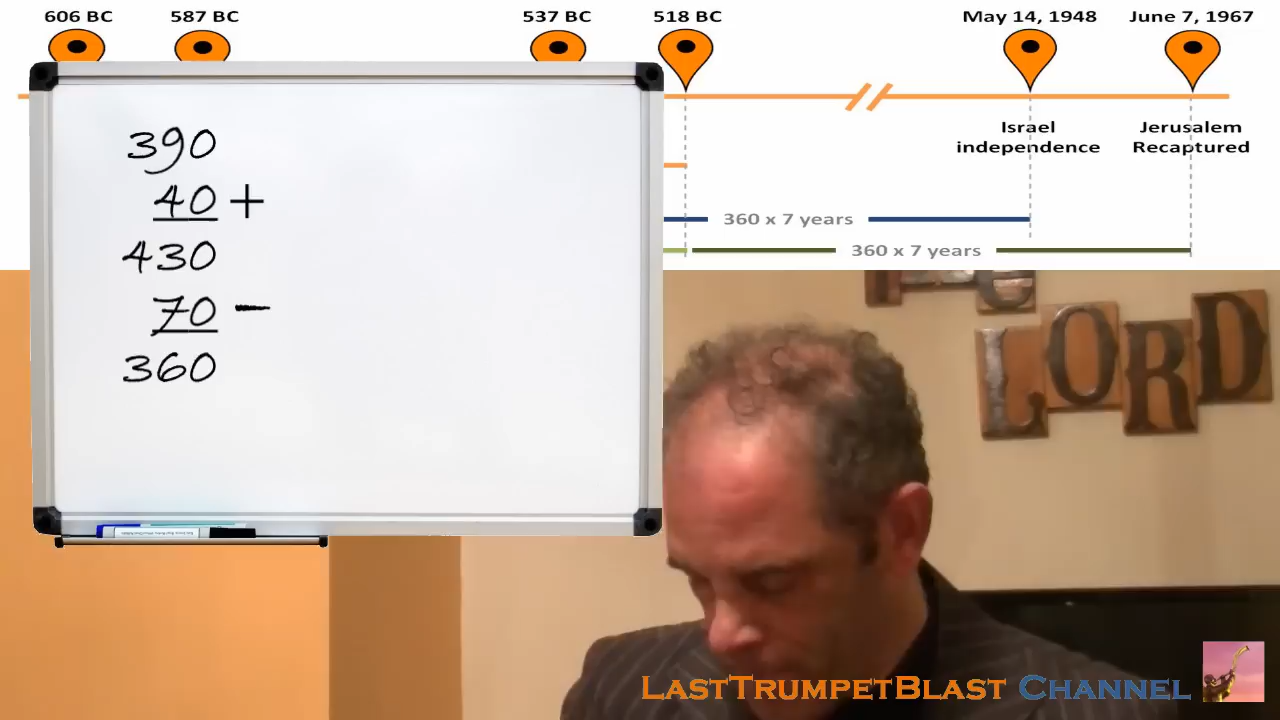 606 BC
587 BC
537 BC
518 BC
May 14, 1948
June 7, 1967
Israel
independence
Jerusalem
Recaptured
360 x 7 years
360 x 7 years
390
40 +
430
70 -
360
LORD
LASTTRUMPETBLAST CHANNEL